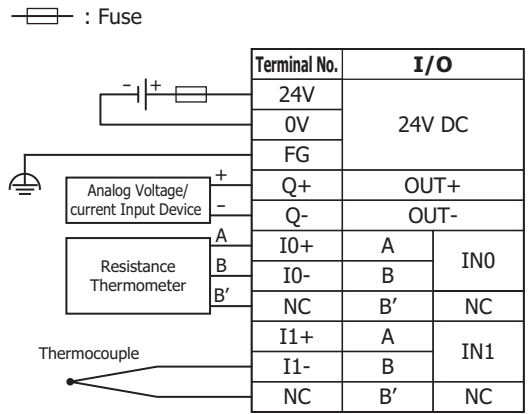 : Fuse
Terminal No. I/O
- + 24V
0V 24V DC
FG
Analog Voltage/
current Input Device
+ Q+ OUT+
- Q- OUT-
Resistance
Thermometer
A I0+ A IN0
B I0- B
B′ NC B′ NC
Thermocouple
I1+ A IN1
I1- B
NC B′ NC